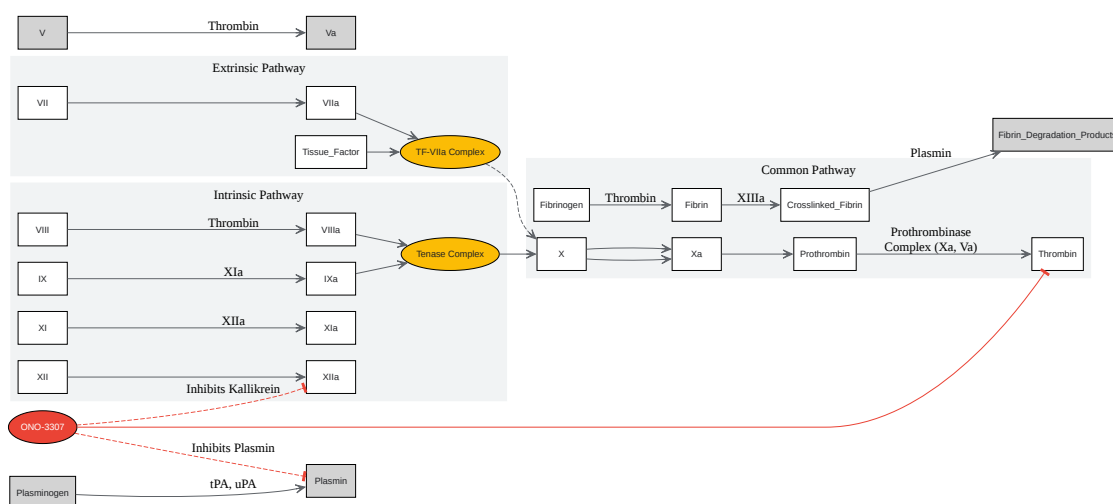 V
Thrombin
Va
Extrinsic Pathway
VII
VIIa
Tissue_Factor
TF-VIIa Complex
Intrinsic Pathway
VIII
Thrombin
VIIIa
IX
XIa
IXa
Tenase Complex
XI
XIIa
XIa
XII
XIIa
Inhibits Kallikrein
ONO-3307
Inhibits Plasmin
Plasminogen
tPA, uPA
Plasmin
Common Pathway
Fibrinogen
Thrombin
Fibrin
XIIIa
Crosslinked_Fibrin
Plasmin
Fibrin_Degradation_Products
X
Xa
Prothrombin
Prothrombinase
Complex (Xa, Va)
Thrombin